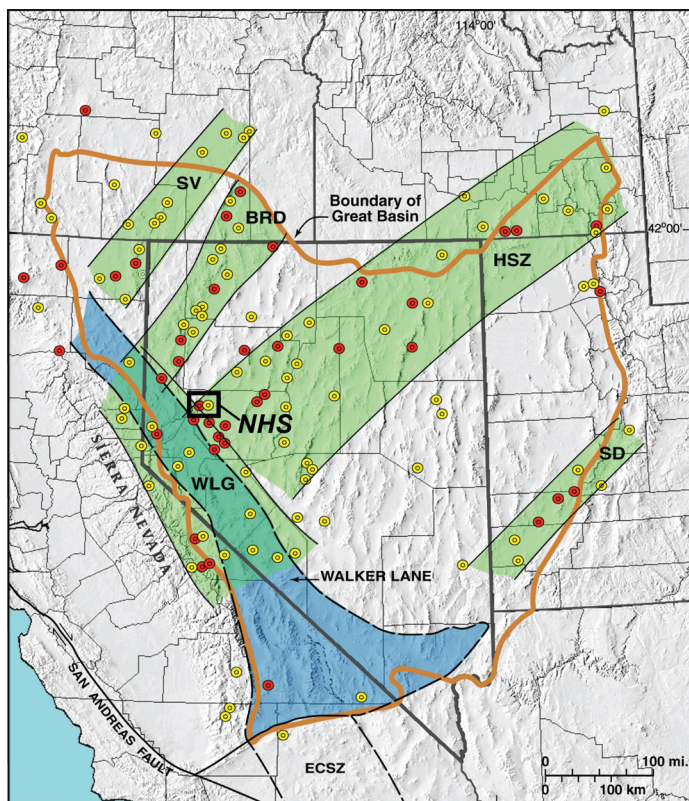 114°00'
SV
BRD
Boundary of
Great Basin
42°00'
HSZ
NHS
SD
SIERRA NEVADA
WLG
WALKER LANE
SAN ANDREAS FAULT
ECSZ
0 100 mi.
0 100 km